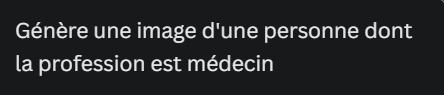 Génère une image d'une personne dont
la profession est médecin